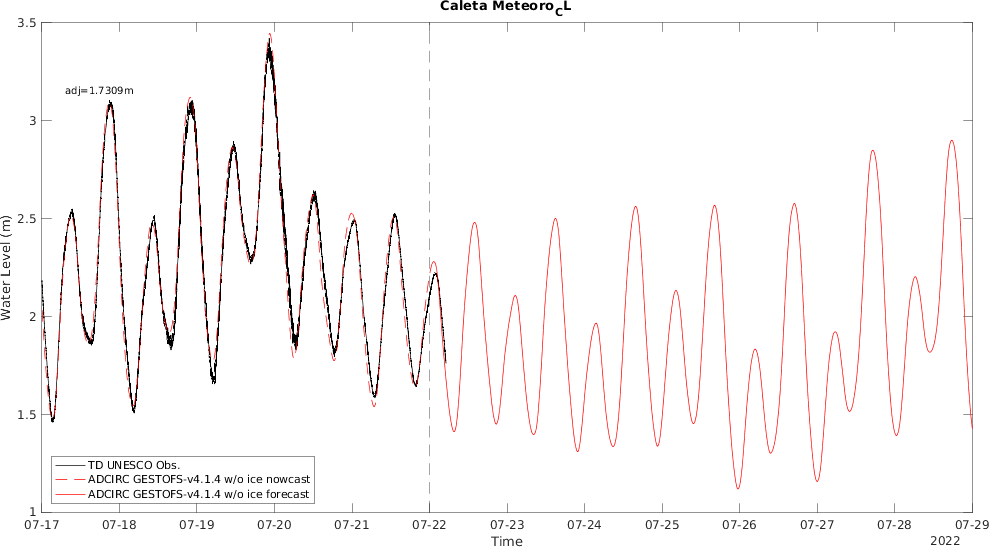 Caleta Meteoro_CL
3.5
adj=1.7309m
3
2.5
Water Level (m)
2
1.5
TD UNESCO Obs.
ADCIRC GESTOFS-v4.1.4 w/o ice nowcast
ADCIRC GESTOFS-v4.1.4 w/o ice forecast
1
07-17 07-18 07-19 07-20 07-21 07-22 07-23 07-24 07-25 07-26 07-27 07-28 07-29
Time
2022